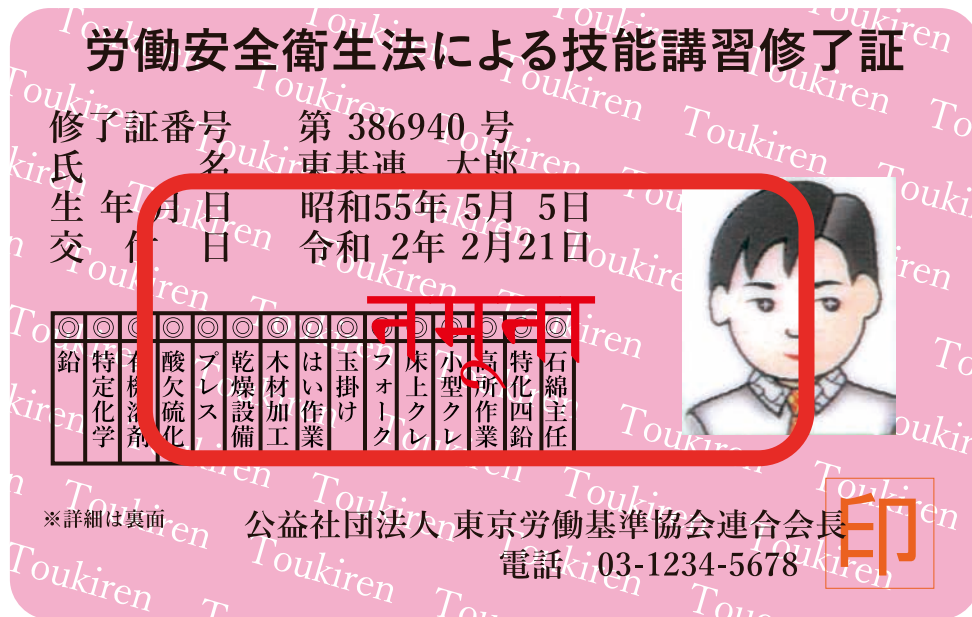 労働安全衛生法による技能講習修了証
修了証番号 第 386940 号
氏名 東基連 太郎
生年月日 昭和55年 5月 5日
交付日 令和 2年 2月21日
नमुना
◎ ◎ ◎ ◎ ◎ ◎ ◎ ◎ ◎ ◎ ◎ ◎ ◎ ◎ ◎
鉛
特定化学
有機溶剤
酸欠硫化
プレス
乾燥設備
木材加工
はい作業
玉掛け
フォーク
床上クレ
小型クレ
高所作業
特化四鉛
石綿主任
※詳細は裏面
公益社団法人 東京労働基準協会連合会長
印
電話 03-1234-5678
Toukiren